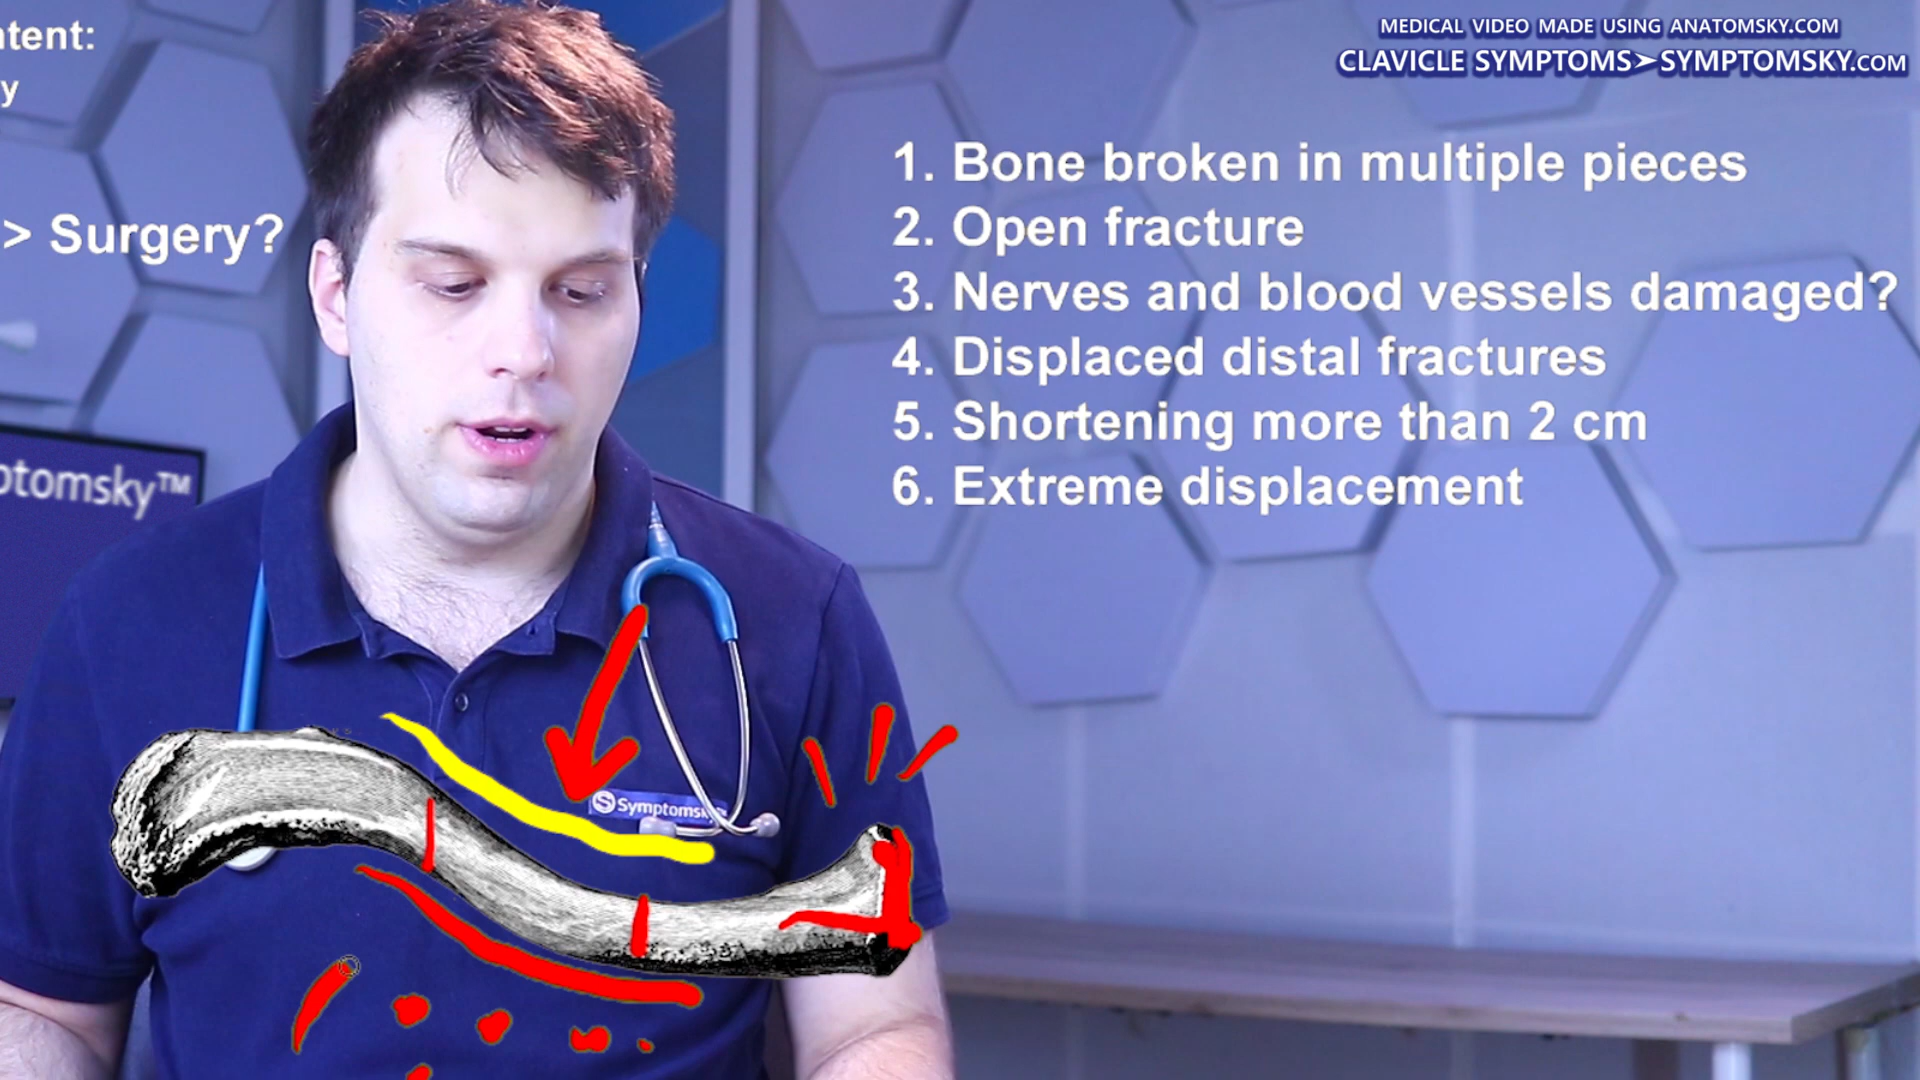 MEDICAL VIDEO MADE USING ANATOMSKY.COM
CLAVICLE SYMPTOMS➤SYMPTOMSKY.COM
> Surgery?
1. Bone broken in multiple pieces
2. Open fracture
3. Nerves and blood vessels damaged?
4. Displaced distal fractures
5. Shortening more than 2 cm
6. Extreme displacement
ptomsky™
Symptomsky